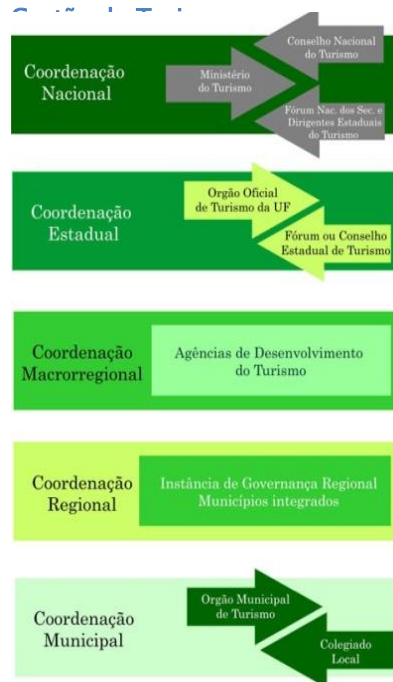 Coordenação
Nacional
Conselho Nacional
do Turismo
Ministério
do Turismo
Fórum Nac. dos Sec. e
Dirigentes Estaduais
do Turismo
Coordenação
Estadual
Orgão Oficial
de Turismo da UF
Fórum ou Conselho
Estadual de Turismo
Coordenação
Macrorregional
Agências de Desenvolvimento
do Turismo
Coordenação
Regional
Instância de Governança Regional
Municípios integrados
Coordenação
Municipal
Orgão Municipal
de Turismo
Colegiado
Local